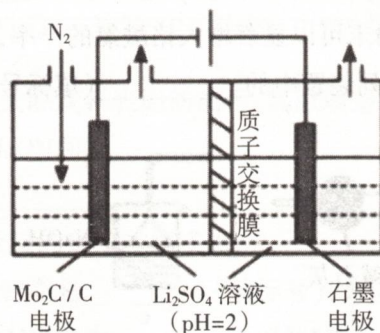 N₂
质子交换膜
Mo₂C/C
电极
Li₂SO₄ 溶液
(pH=2)
石墨
电极